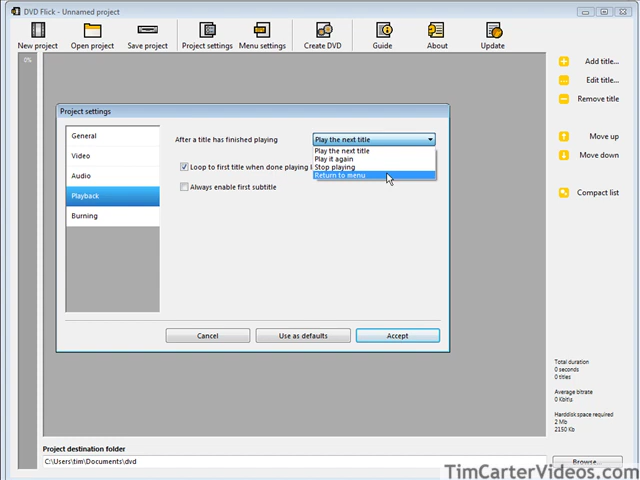 DVD Flick - Unnamed project
New project
Open project
Save project
Project settings
Menu settings
Create DVD
Guide
About
Update
0%
Add title...
Edit title...
Remove title
Move up
Move down
Compact list
Project settings
General
Video
Audio
Playback
Burning
After a title has finished playing
Play the next title
Play the next title
Play it again
Stop playing
Return to menu
Loop to first title when done playing
Always enable first subtitle
Cancel
Use as defaults
Accept
Total duration
0 seconds
0 titles
Average bitrate
0 Kbit/s
Harddisk space required
2 Mb
2150 Kb
Project destination folder
C:\Users\tim\Documents\dvd
Browse...
TimCarterVideos.com